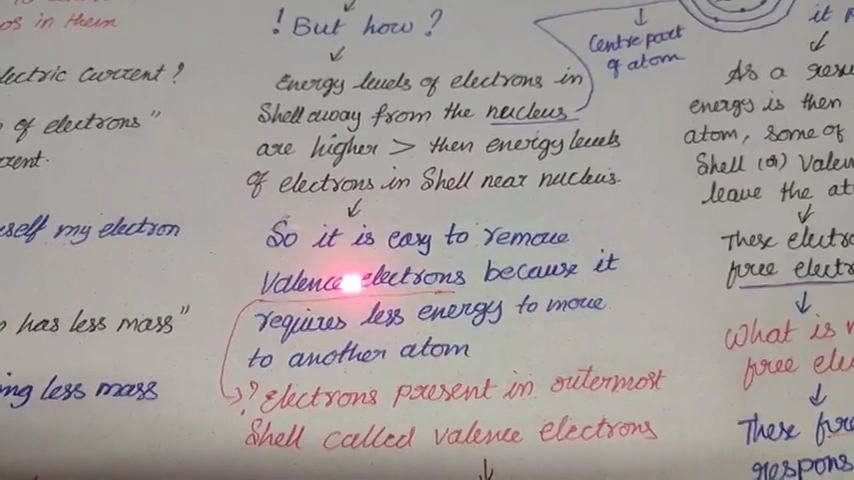 os in them
lectric current?
of electrons"
rent.
self my electron
has less mass"
ing less mass
! But how?
Energy levels of electrons in
Shell away from the nucleus
are higher > then energy levels
of electrons in Shell near nucleus.
So it is easy to remove
Valence electrons because it
requires less energy to move
to another atom
? Electrons present in outermost
Shell called valence electrons
Centre part
of atom
it
As a resu
energy is then
atom, some of
Shell (or) Valen
leave the at
These electro
free electr
What is
free ele
These free
respons